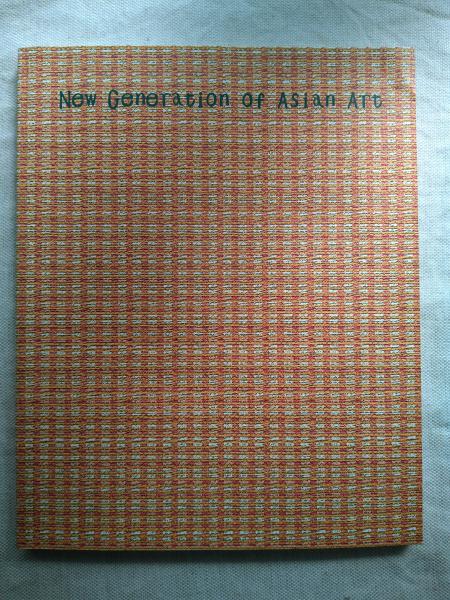 New Generation of Asian Art